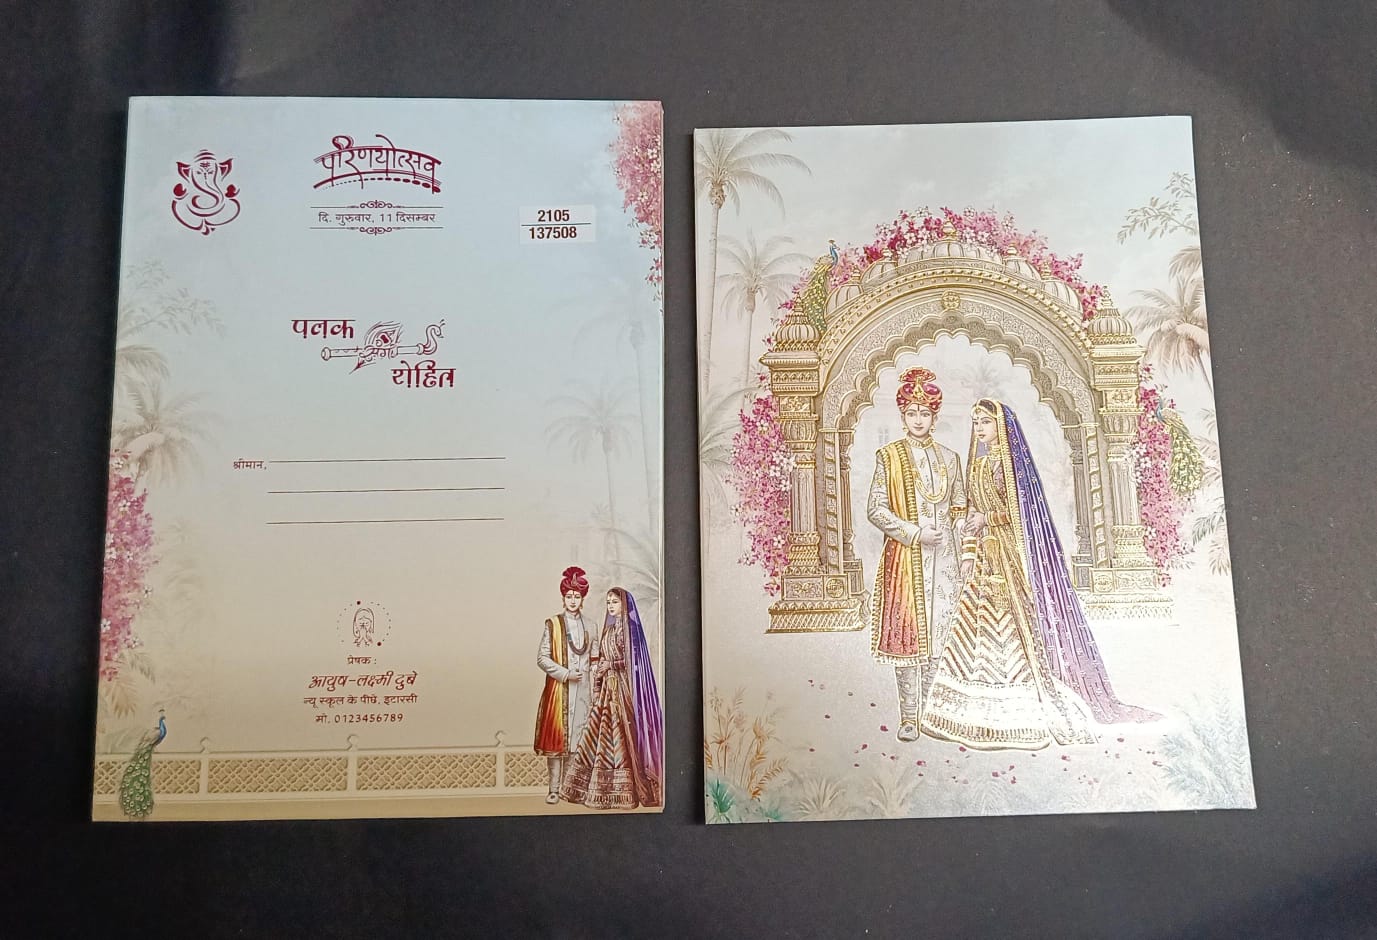 परिणयोत्सव
दि. गुरुवार, 11 दिसम्बर
2105
137508
पलक
संग
रोहित
श्रीमान,
प्रेषक :
आयुष-लक्ष्मी दुबे
न्यू स्कूल के पीछे, इटारसी
मो. 0123456789